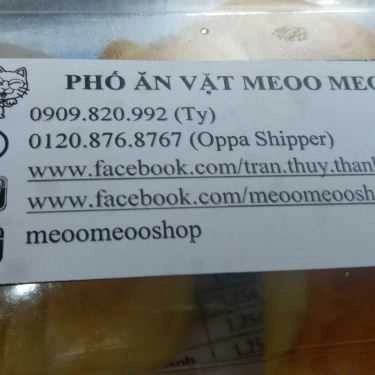 PHỐ ĂN VẶT MEOO MEO
0909.820.992 (Ty)
0120.876.8767 (Oppa Shipper)
www.facebook.com/tran.thuy.thanh
www.facebook.com/meoomeoosh
meoomeooshop